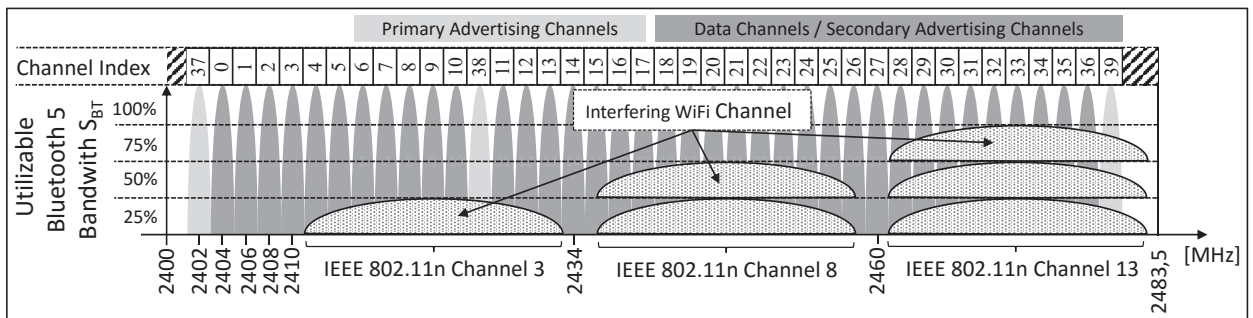 Primary Advertising Channels
Data Channels / Secondary Advertising Channels
Channel Index
37 0 1 2 3 4 5 6 7 8 9 10 38 11 12 13 14 15 16 17 18 19 20 21 22 23 24 25 26 27 28 29 30 31 32 33 34 35 36 39
Utilizable
Bluetooth 5
Bandwith S_BT
100%
75%
50%
25%
Interfering WiFi Channel
2400 2402 2404 2406 2408 2410 2434 2460 2483,5 [MHz]
IEEE 802.11n Channel 3
IEEE 802.11n Channel 8
IEEE 802.11n Channel 13